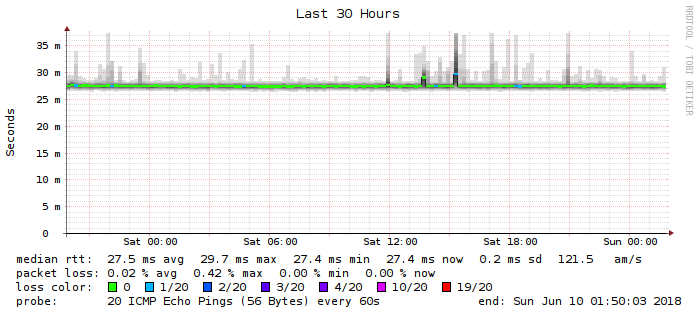 Last 30 Hours
RRDTOOL / TOBI OETIKER
Seconds
35 m
30 m
25 m
20 m
15 m
10 m
5 m
0
Sat 00:00 Sat 06:00 Sat 12:00 Sat 18:00 Sun 00:00
median rtt: 27.5 ms avg 29.7 ms max 27.4 ms min 27.4 ms now 0.2 ms sd 121.5 am/s
packet loss: 0.02 % avg 0.42 % max 0.00 % min 0.00 % now
loss color: 0 1/20 2/20 3/20 4/20 10/20 19/20
probe: 20 ICMP Echo Pings (56 Bytes) every 60s end: Sun Jun 10 01:50:03 2018